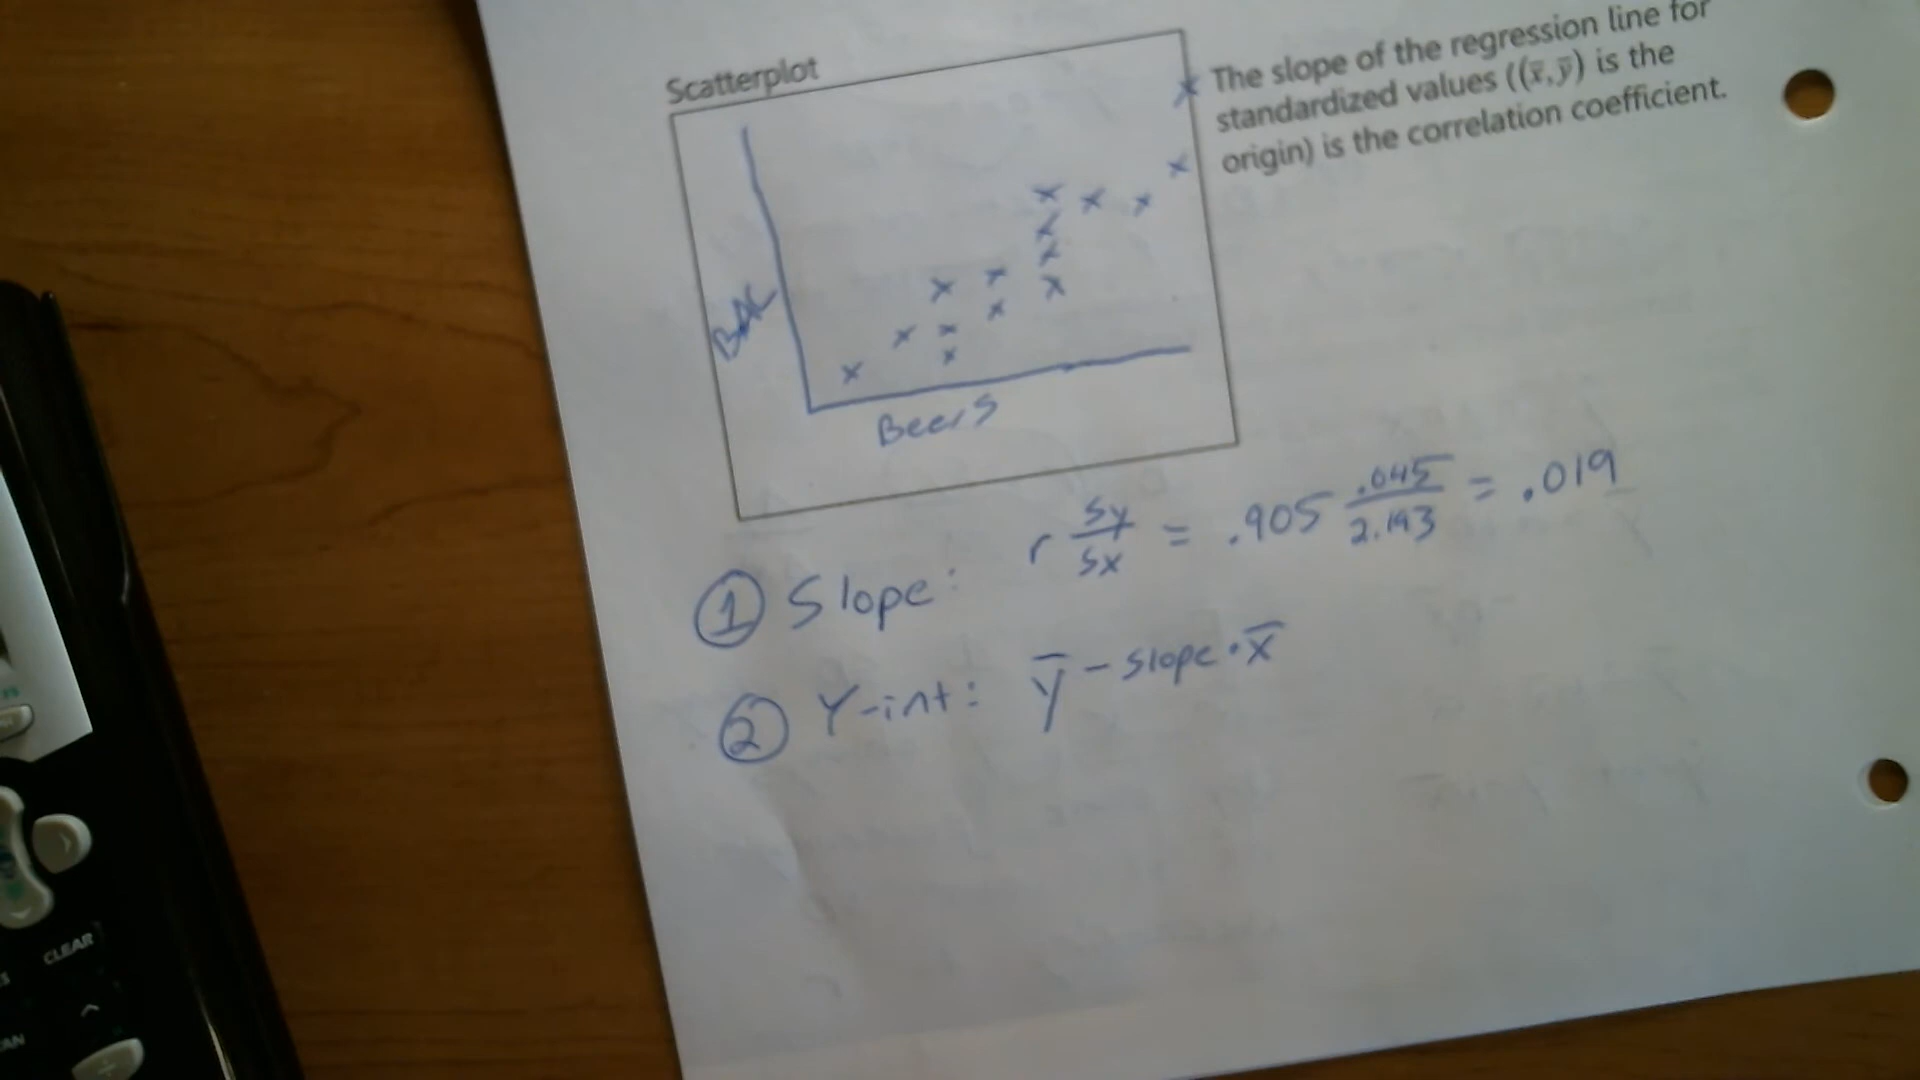 Scatterplot
The slope of the regression line for
standardized values ((x̄,ȳ) is the
origin) is the correlation coefficient.
BAC
Beers
① Slope: r sy/sx = .905 .045/2.193 = .019
② Y-int: ȳ - slope·x̄
CLEAR